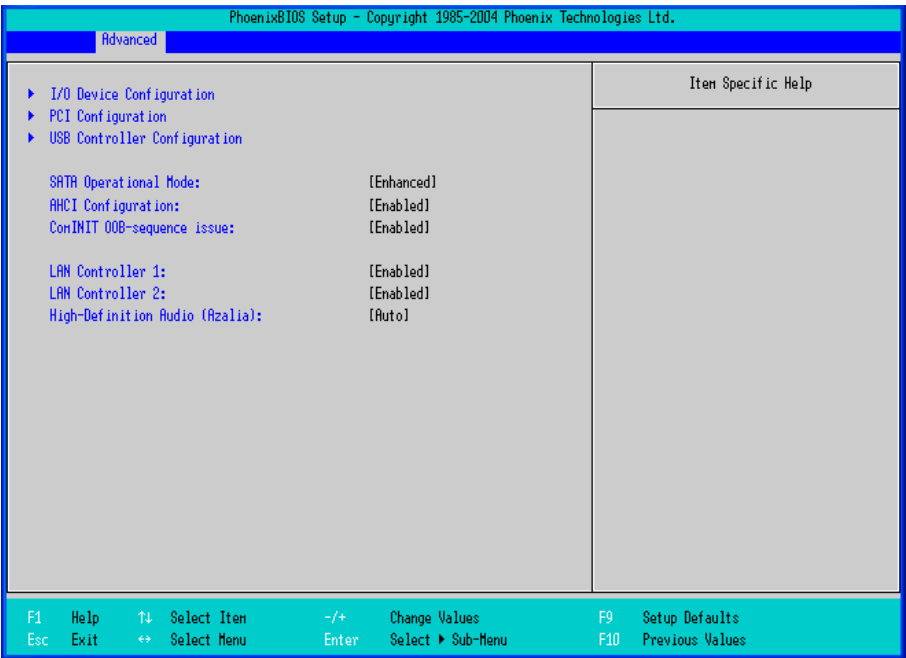 PhoenixBIOS Setup - Copyright 1985-2004 Phoenix Technologies Ltd.
Advanced
Item Specific Help
▶ I/O Device Configuration
▶ PCI Configuration
▶ USB Controller Configuration
SATA Operational Mode: [Enhanced]
AHCI Configuration: [Enabled]
ComINIT OOB-sequence issue: [Enabled]
LAN Controller 1: [Enabled]
LAN Controller 2: [Enabled]
High-Definition Audio (Azalia): [Auto]
F1 Help ↑↓ Select Item -/+ Change Values F9 Setup Defaults
Esc Exit ↔ Select Menu Enter Select ▶ Sub-Menu F10 Previous Values